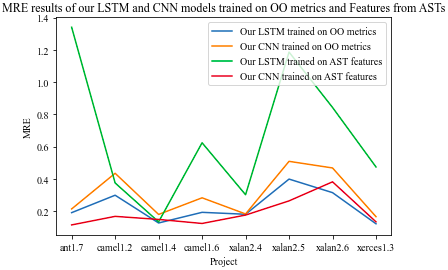 MRE results of our LSTM and CNN models trained on OO metrics and Features from ASTs
1.4
1.2
1.0
0.8
0.6
0.4
0.2
MRE
Our LSTM trained on OO metrics
Our CNN trained on OO metrics
Our LSTM trained on AST features
Our CNN trained on AST features
ant1.7 camel1.2 camel1.4 camel1.6 xalan2.4 xalan2.5 xalan2.6 xerces1.3
Project